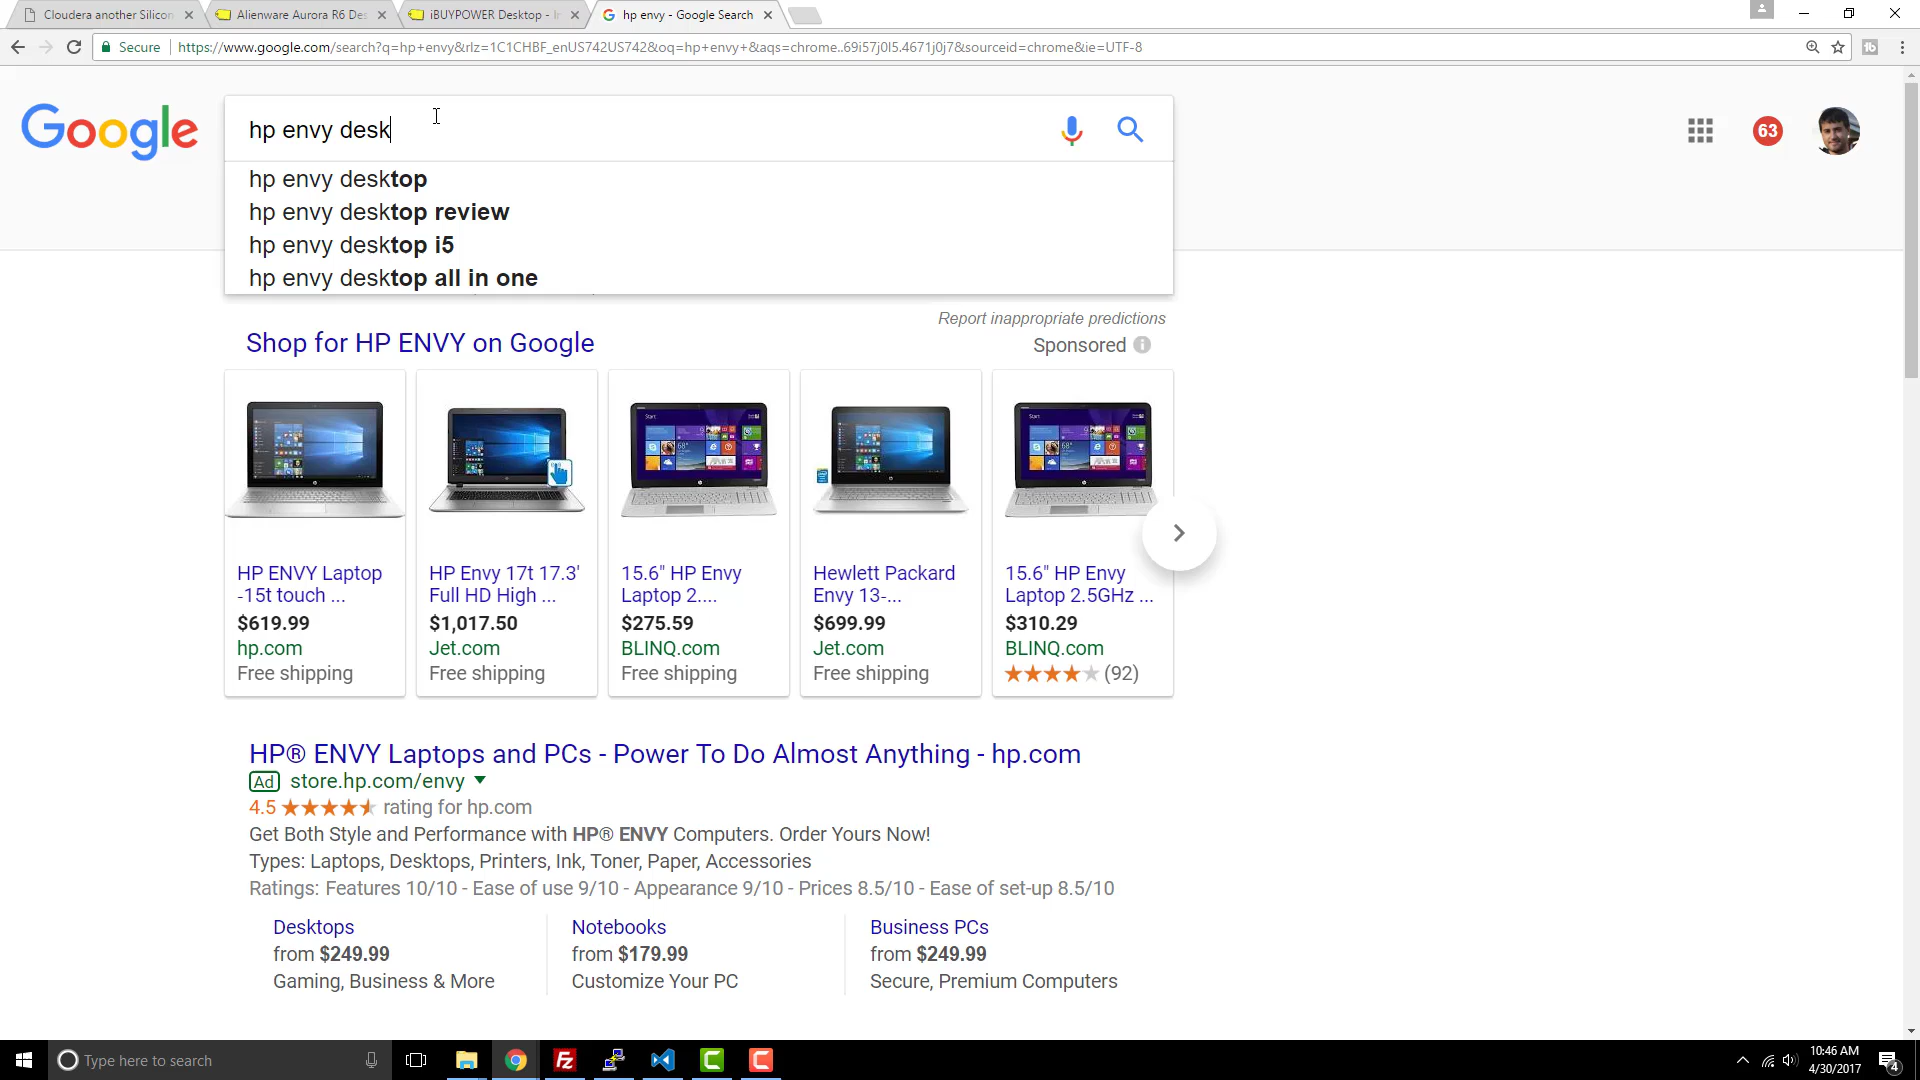 Cloudera another Silicon
Alienware Aurora R6 Des
iBUYPOWER Desktop - In
hp envy - Google Search
Secure
https://www.google.com/search?q=hp+envy&rlz=1C1CHBF_enUS742US742&oq=hp+envy+&aqs=chrome..69i57j0l5.4671j0j7&sourceid=chrome&ie=UTF-8
Google
hp envy desk
63
hp envy desktop
hp envy desktop review
hp envy desktop i5
hp envy desktop all in one
Report inappropriate predictions
Shop for HP ENVY on Google
Sponsored
HP ENVY Laptop
-15t touch ...
$619.99
hp.com
Free shipping
HP Envy 17t 17.3'
Full HD High ...
$1,017.50
Jet.com
Free shipping
15.6" HP Envy
Laptop 2....
$275.59
BLINQ.com
Free shipping
Hewlett Packard
Envy 13-...
$699.99
Jet.com
Free shipping
15.6" HP Envy
Laptop 2.5GHz ...
$310.29
BLINQ.com
(92)
HP® ENVY Laptops and PCs - Power To Do Almost Anything - hp.com
Ad store.hp.com/envy
4.5 rating for hp.com
Get Both Style and Performance with HP® ENVY Computers. Order Yours Now!
Types: Laptops, Desktops, Printers, Ink, Toner, Paper, Accessories
Ratings: Features 10/10 - Ease of use 9/10 - Appearance 9/10 - Prices 8.5/10 - Ease of set-up 8.5/10
Desktops
from $249.99
Gaming, Business & More
Notebooks
from $179.99
Customize Your PC
Business PCs
from $249.99
Secure, Premium Computers
Type here to search
10:46 AM
4/30/2017
4